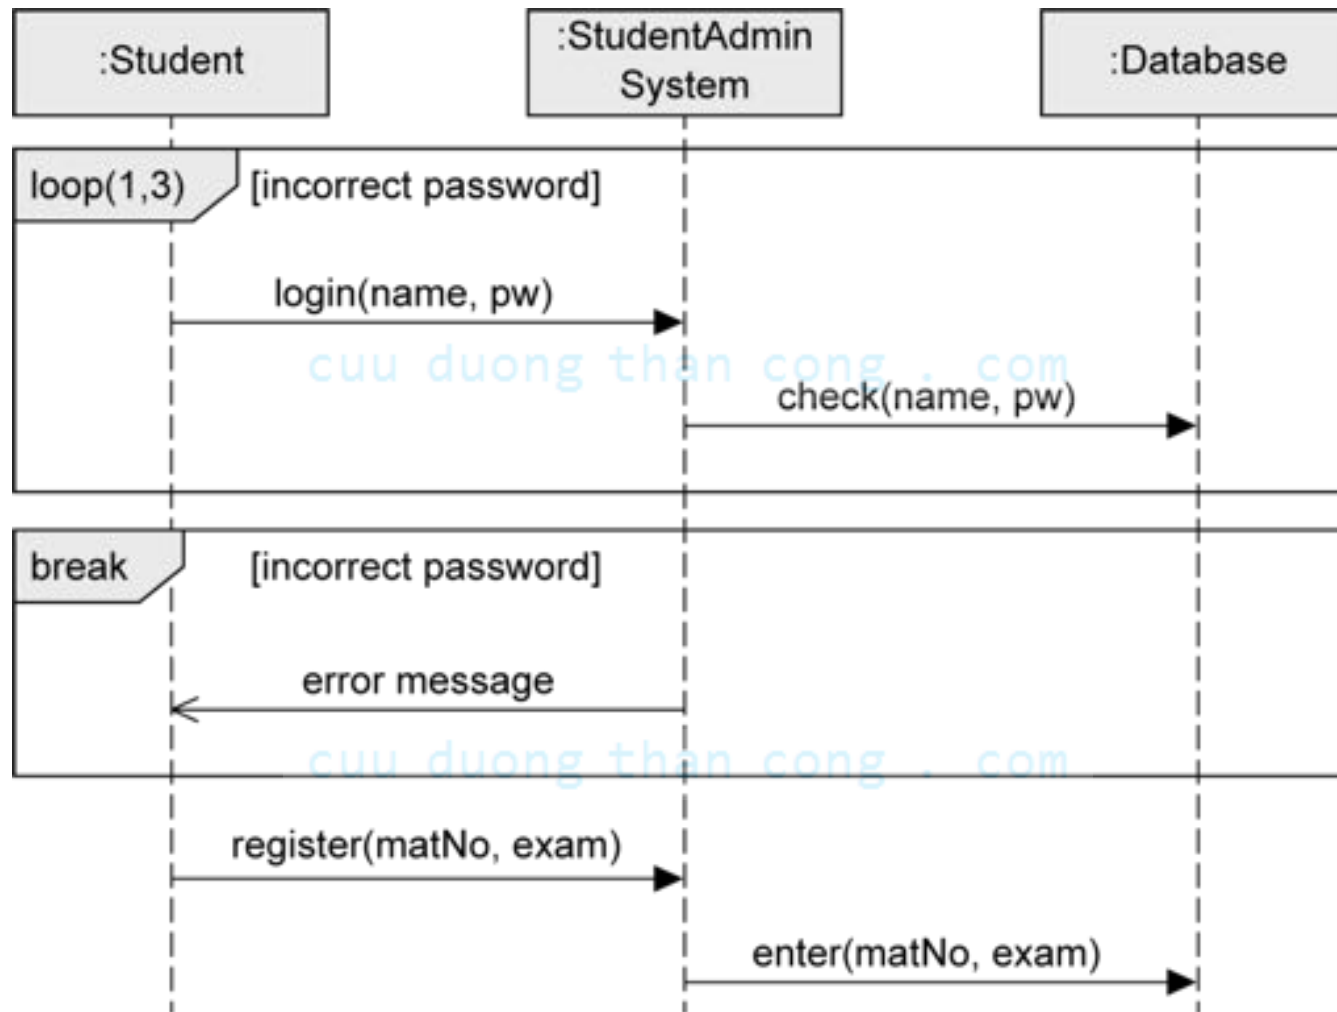 :Student
:StudentAdmin
System
:Database
loop(1,3)
[incorrect password]
login(name, pw)
cuu duong than cong . com
check(name, pw)
break
[incorrect password]
error message
cuu duong than cong . com
register(matNo, exam)
enter(matNo, exam)